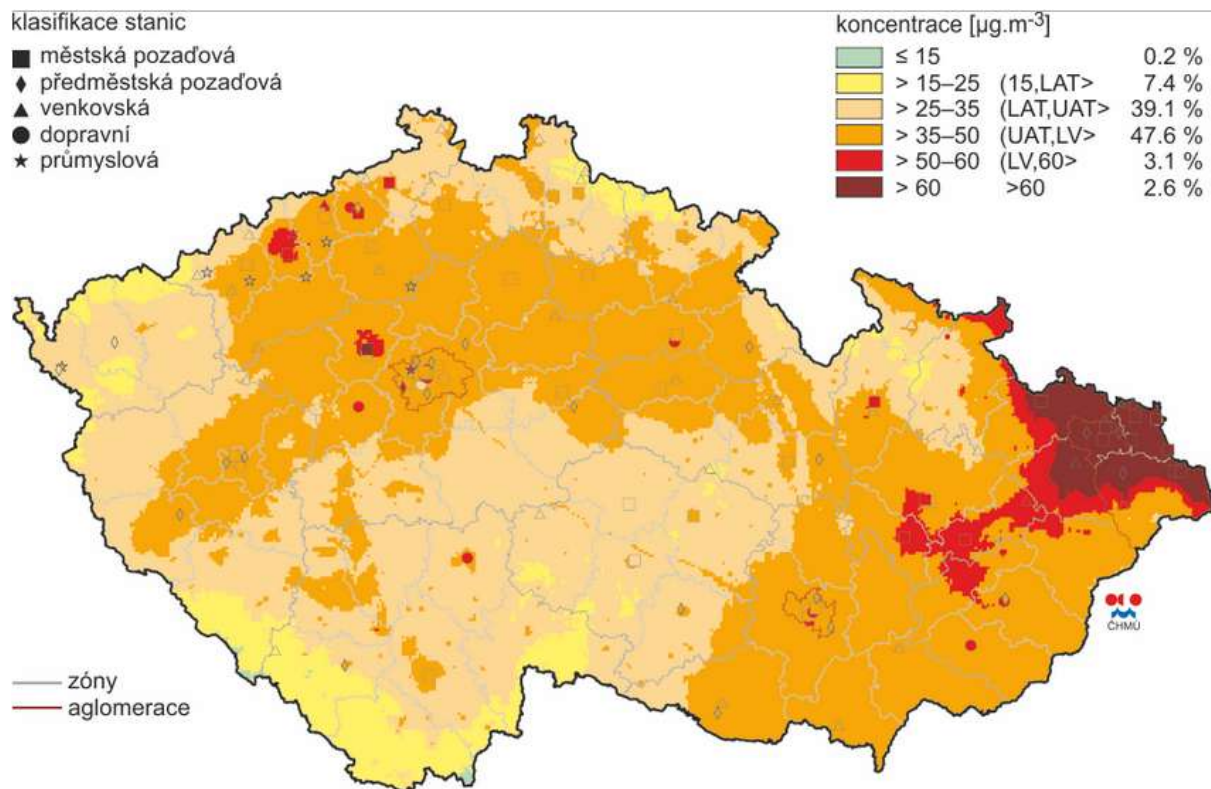 klasifikace stanic
městská pozaďová
předměstská pozaďová
venkovská
dopravní
průmyslová
koncentrace [µg.m-3]
≤ 15 0.2 %
> 15–25 (15,LAT> 7.4 %
> 25–35 (LAT,UAT> 39.1 %
> 35–50 (UAT,LV> 47.6 %
> 50–60 (LV,60> 3.1 %
> 60 >60 2.6 %
ČHMÚ
zóny
aglomerace